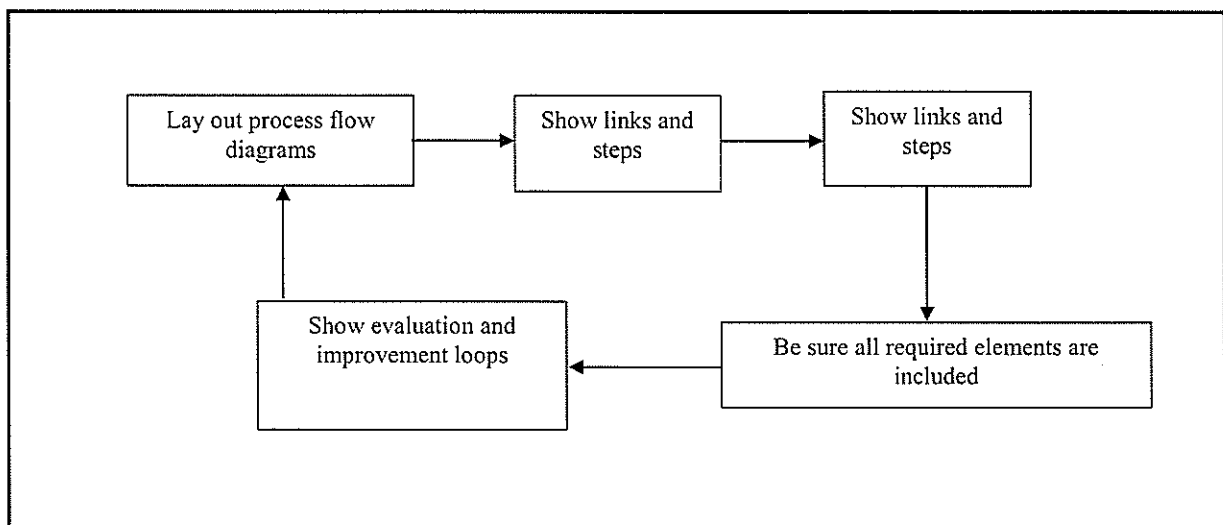 Lay out process flow
diagrams
Show links and
steps
Show links and
steps
Be sure all required elements are
included
Show evaluation and
improvement loops